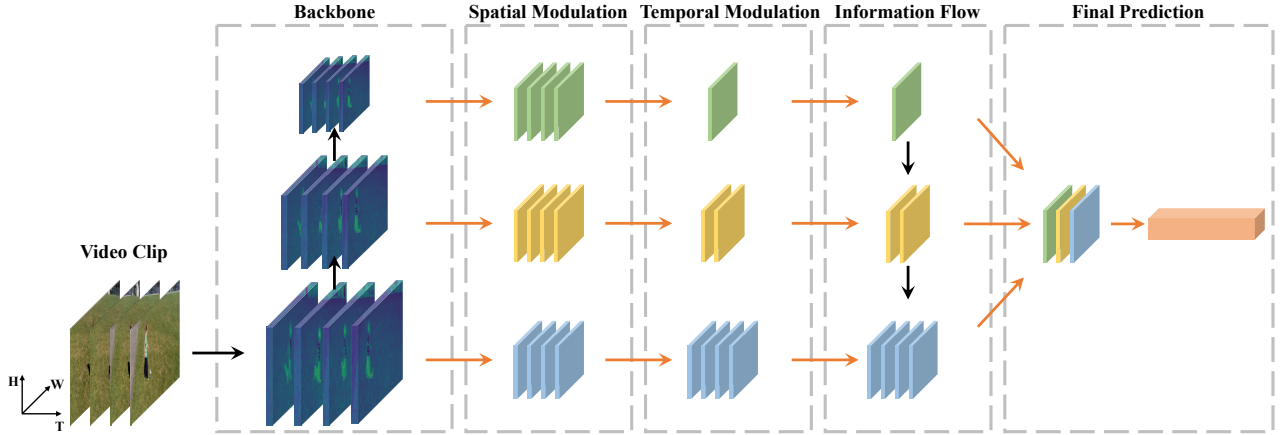 Backbone
Spatial Modulation
Temporal Modulation
Information Flow
Final Prediction
Video Clip
H
W
T